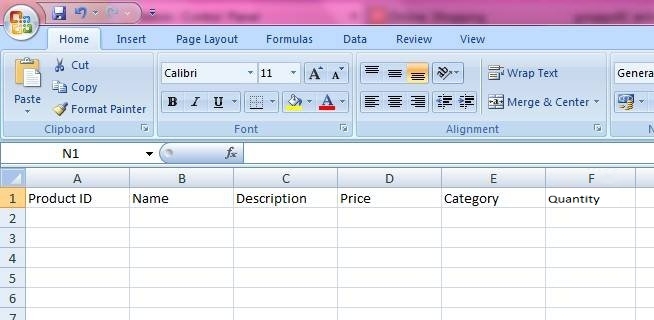 Home Insert Page Layout Formulas Data Review View
Cut
Copy
Paste
Format Painter
Calibri 11 A A Wrap Text Genera
B I U A Merge & Center
Clipboard Font Alignment
N1 fx
A B C D E F
1 Product ID Name Description Price Category Quantity
2
3
4
5
6
7